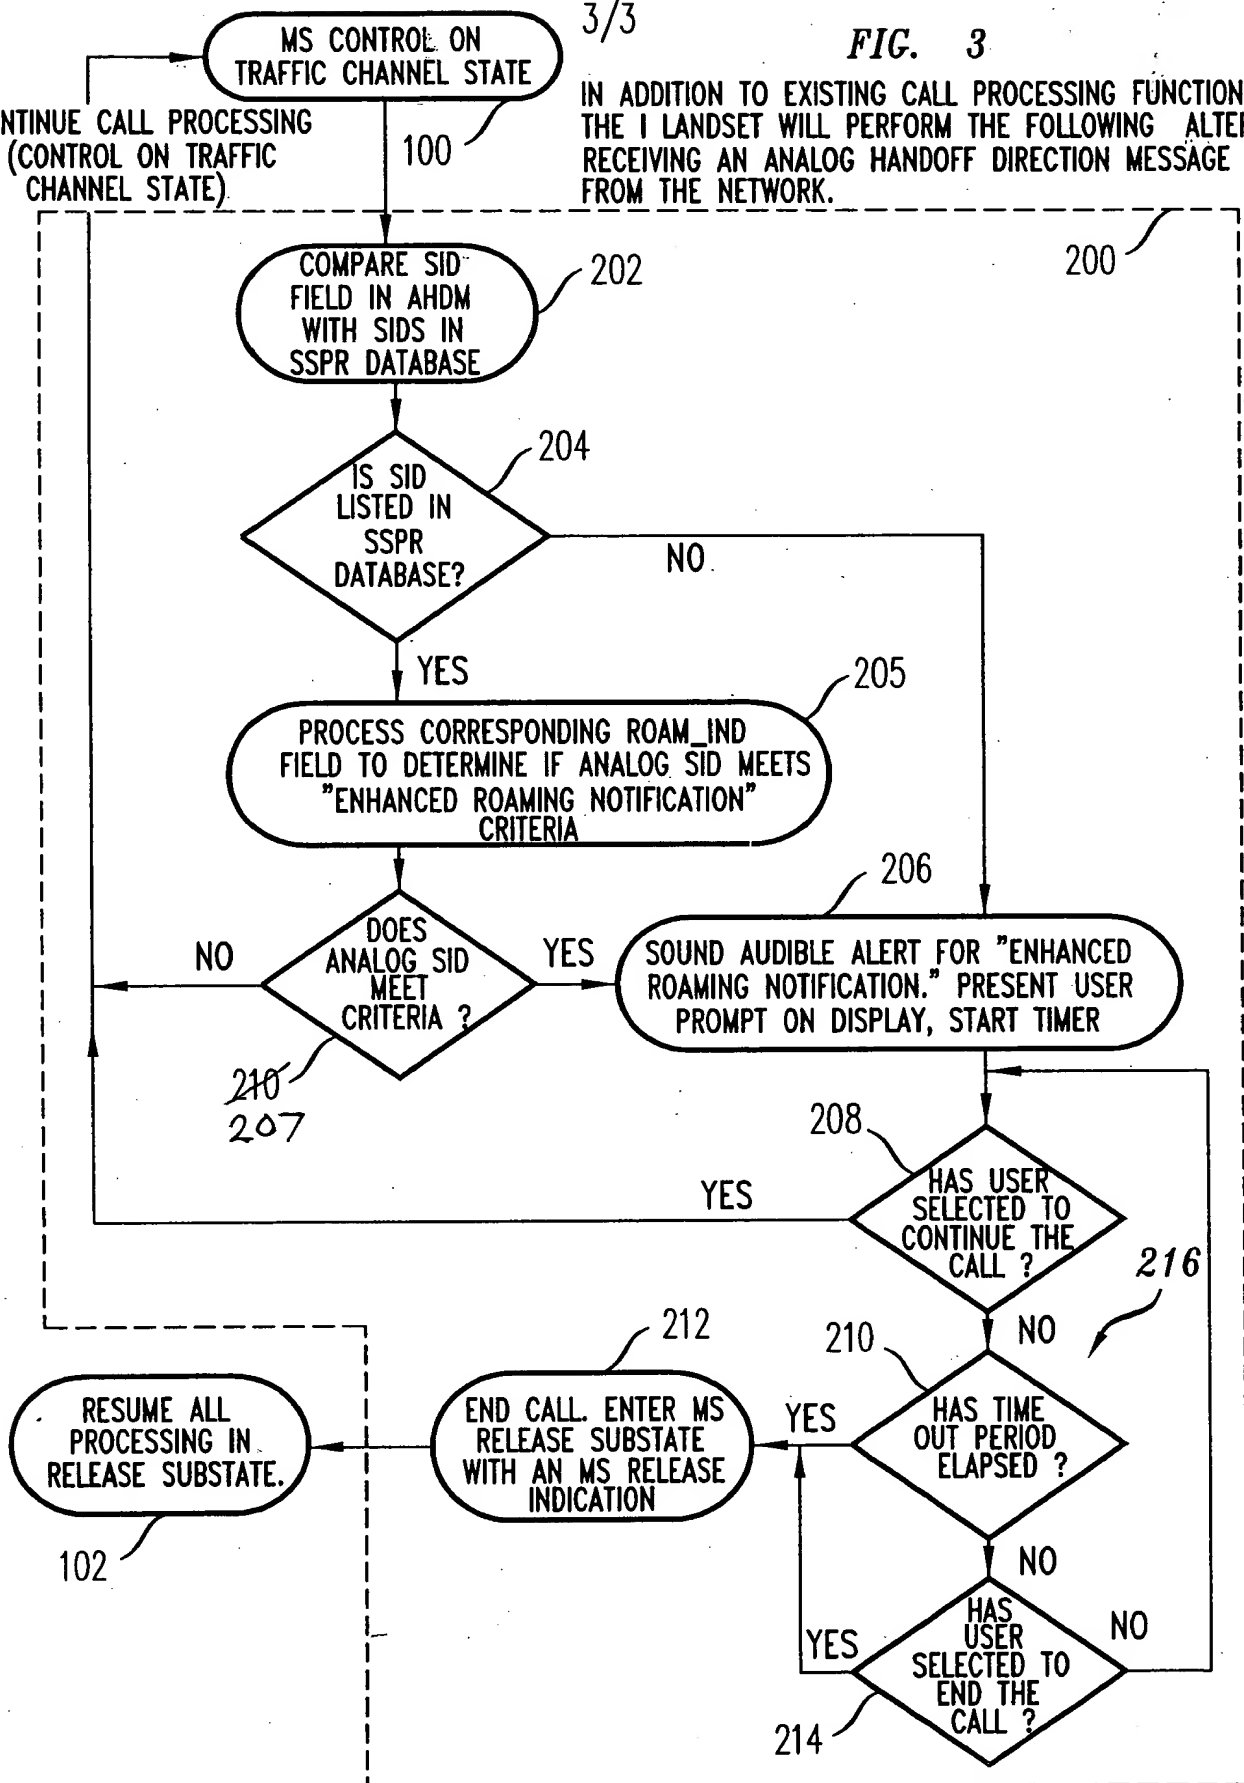 3/3
FIG. 3
MS CONTROL ON
TRAFFIC CHANNEL STATE
100
IN ADDITION TO EXISTING CALL PROCESSING FUNCTION
THE I LANDSET WILL PERFORM THE FOLLOWING ALTE
RECEIVING AN ANALOG HANDOFF DIRECTION MESSAGE
FROM THE NETWORK.
NTINUE CALL PROCESSING
(CONTROL ON TRAFFIC
CHANNEL STATE)
200
COMPARE SID
FIELD IN AHDM
WITH SIDS IN
SSPR DATABASE
202
IS SID
LISTED IN
SSPR
DATABASE?
204
NO
YES
PROCESS CORRESPONDING ROAM_IND
FIELD TO DETERMINE IF ANALOG SID MEETS
"ENHANCED ROAMING NOTIFICATION"
CRITERIA
205
DOES
ANALOG SID
MEET
CRITERIA ?
NO
YES
210
207
SOUND AUDIBLE ALERT FOR "ENHANCED
ROAMING NOTIFICATION." PRESENT USER
PROMPT ON DISPLAY, START TIMER
206
208
HAS USER
SELECTED TO
CONTINUE THE
CALL ?
YES
NO
216
210
HAS TIME
OUT PERIOD
ELAPSED ?
YES
NO
212
END CALL. ENTER MS
RELEASE SUBSTATE
WITH AN MS RELEASE
INDICATION
RESUME ALL
PROCESSING IN
RELEASE SUBSTATE.
102
HAS
USER
SELECTED TO
END THE
CALL ?
YES
NO
214